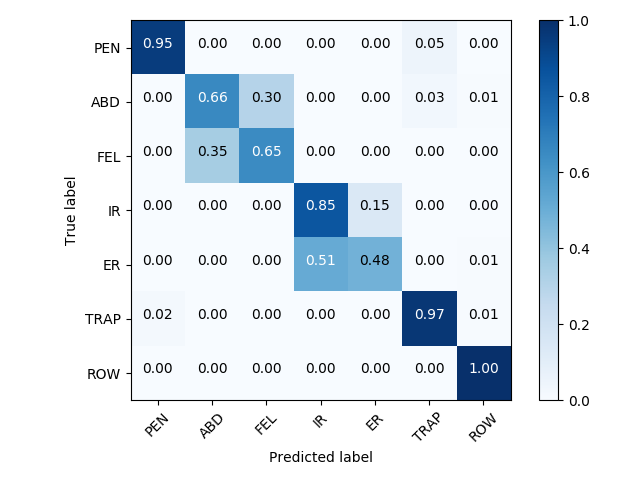 PEN 0.95 0.00 0.00 0.00 0.00 0.05 0.00
ABD 0.00 0.66 0.30 0.00 0.00 0.03 0.01
FEL 0.00 0.35 0.65 0.00 0.00 0.00 0.00
IR 0.00 0.00 0.00 0.85 0.15 0.00 0.00
ER 0.00 0.00 0.00 0.51 0.48 0.00 0.01
TRAP 0.02 0.00 0.00 0.00 0.00 0.97 0.01
ROW 0.00 0.00 0.00 0.00 0.00 0.00 1.00
PEN ABD FEL IR ER TRAP ROW
Predicted label
True label
1.0
0.8
0.6
0.4
0.2
0.0